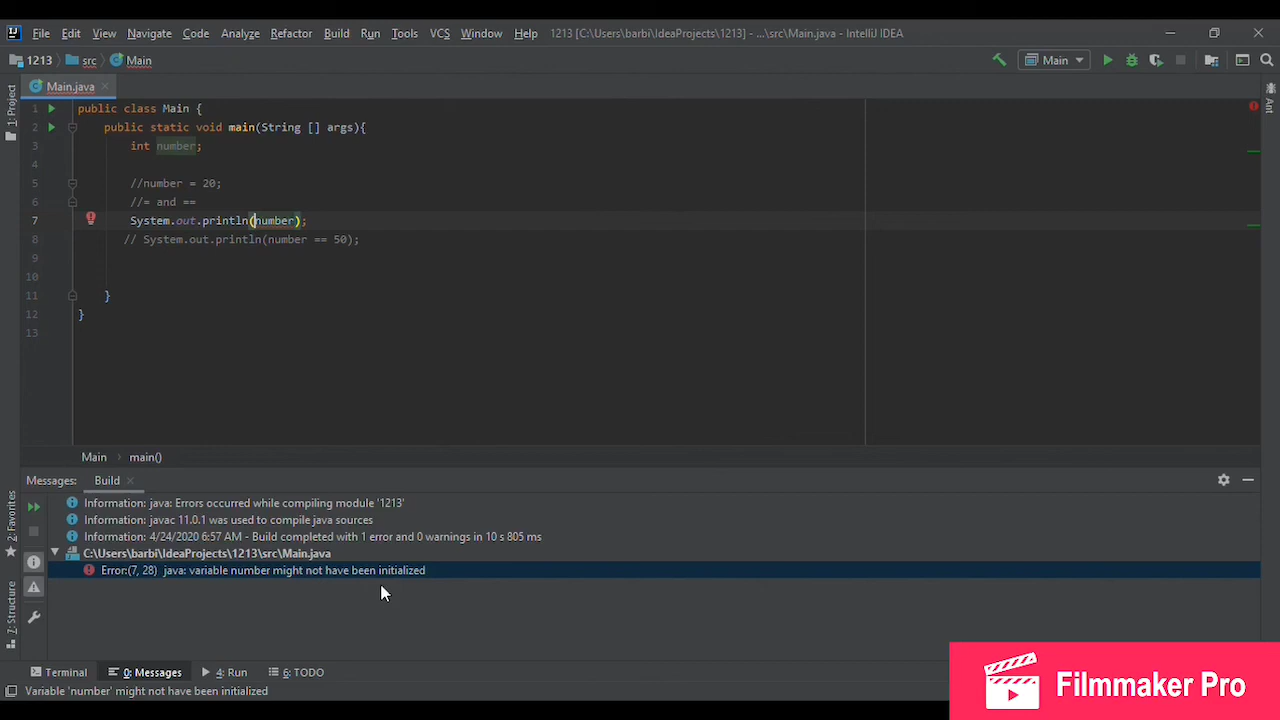 File Edit View Navigate Code Analyze Refactor Build Run Tools VCS Window Help 1213 [C:\Users\barbi\IdeaProjects\1213] - ...\src\Main.java - IntelliJ IDEA
1213 src Main Main
1: Project
Main.java
Ant
1 public class Main {
2 public static void main(String [] args){
3 int number;
4
5 //number = 20;
6 //= and ==
7 System.out.println(number);
8 // System.out.println(number == 50);
9
10
11 }
12 }
13
Main main()
Messages: Build
2: Favorites
Information: java: Errors occurred while compiling module '1213'
Information: javac 11.0.1 was used to compile java sources
Information: 4/24/2020 6:57 AM - Build completed with 1 error and 0 warnings in 10 s 805 ms
C:\Users\barbi\IdeaProjects\1213\src\Main.java
Error:(7, 28) java: variable number might not have been initialized
7: Structure
Terminal 0: Messages 4: Run 6: TODO
Variable 'number' might not have been initialized
Filmmaker Pro